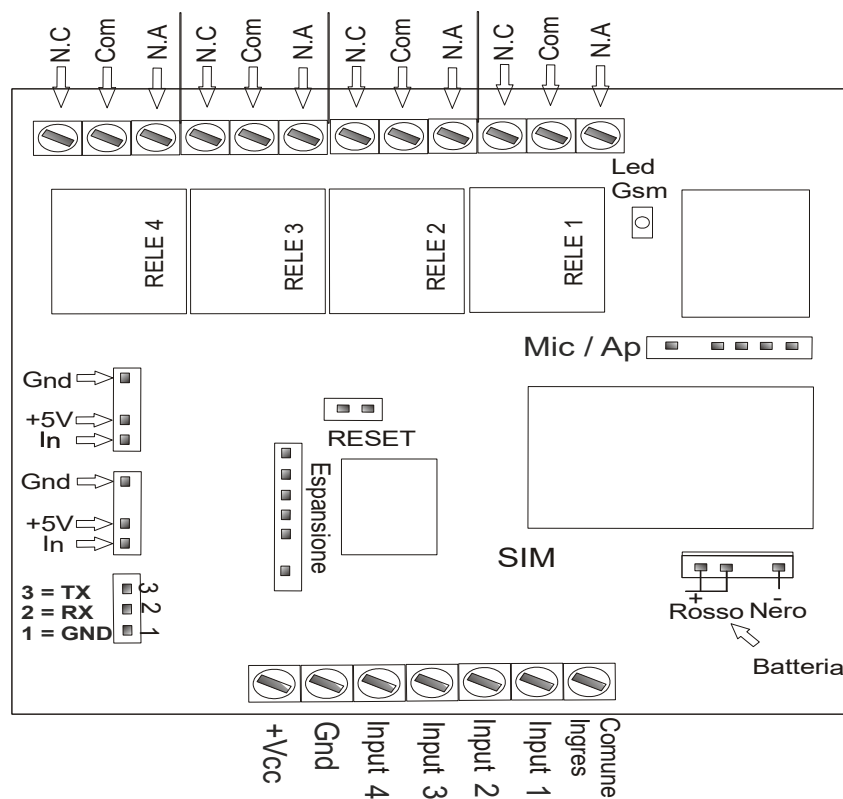 N.C
Com
N.A
N.C
Com
N.A
N.C
Com
N.A
N.C
Com
N.A
Led
Gsm
RELE 4
RELE 3
RELE 2
RELE 1
Mic / Ap
Gnd
+5V
In
RESET
Gnd
+5V
In
Espansione
SIM
3 = TX
2 = RX
1 = GND
3
2
1
+
-
Rosso
Nero
Batteria
+Vcc
Gnd
Input 4
Input 3
Input 2
Input 1
Comune
Ingres